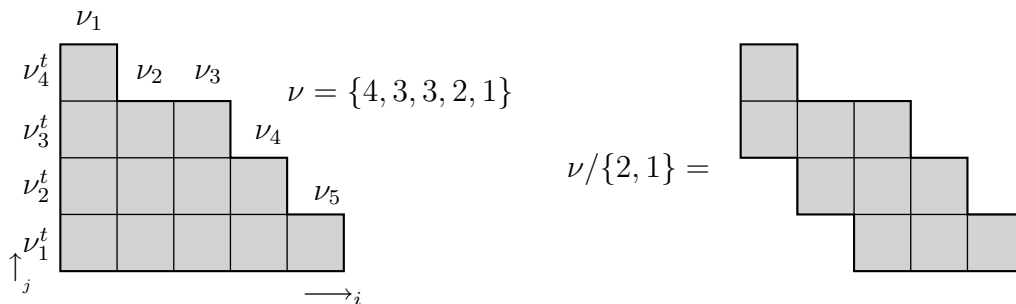 ν₁
ν₄ᵗ ν₂ ν₃ ν = {4, 3, 3, 2, 1}
ν₃ᵗ ν₄
ν₂ᵗ ν₅ ν/{2, 1} =
ν₁ᵗ
↑j ⟶i